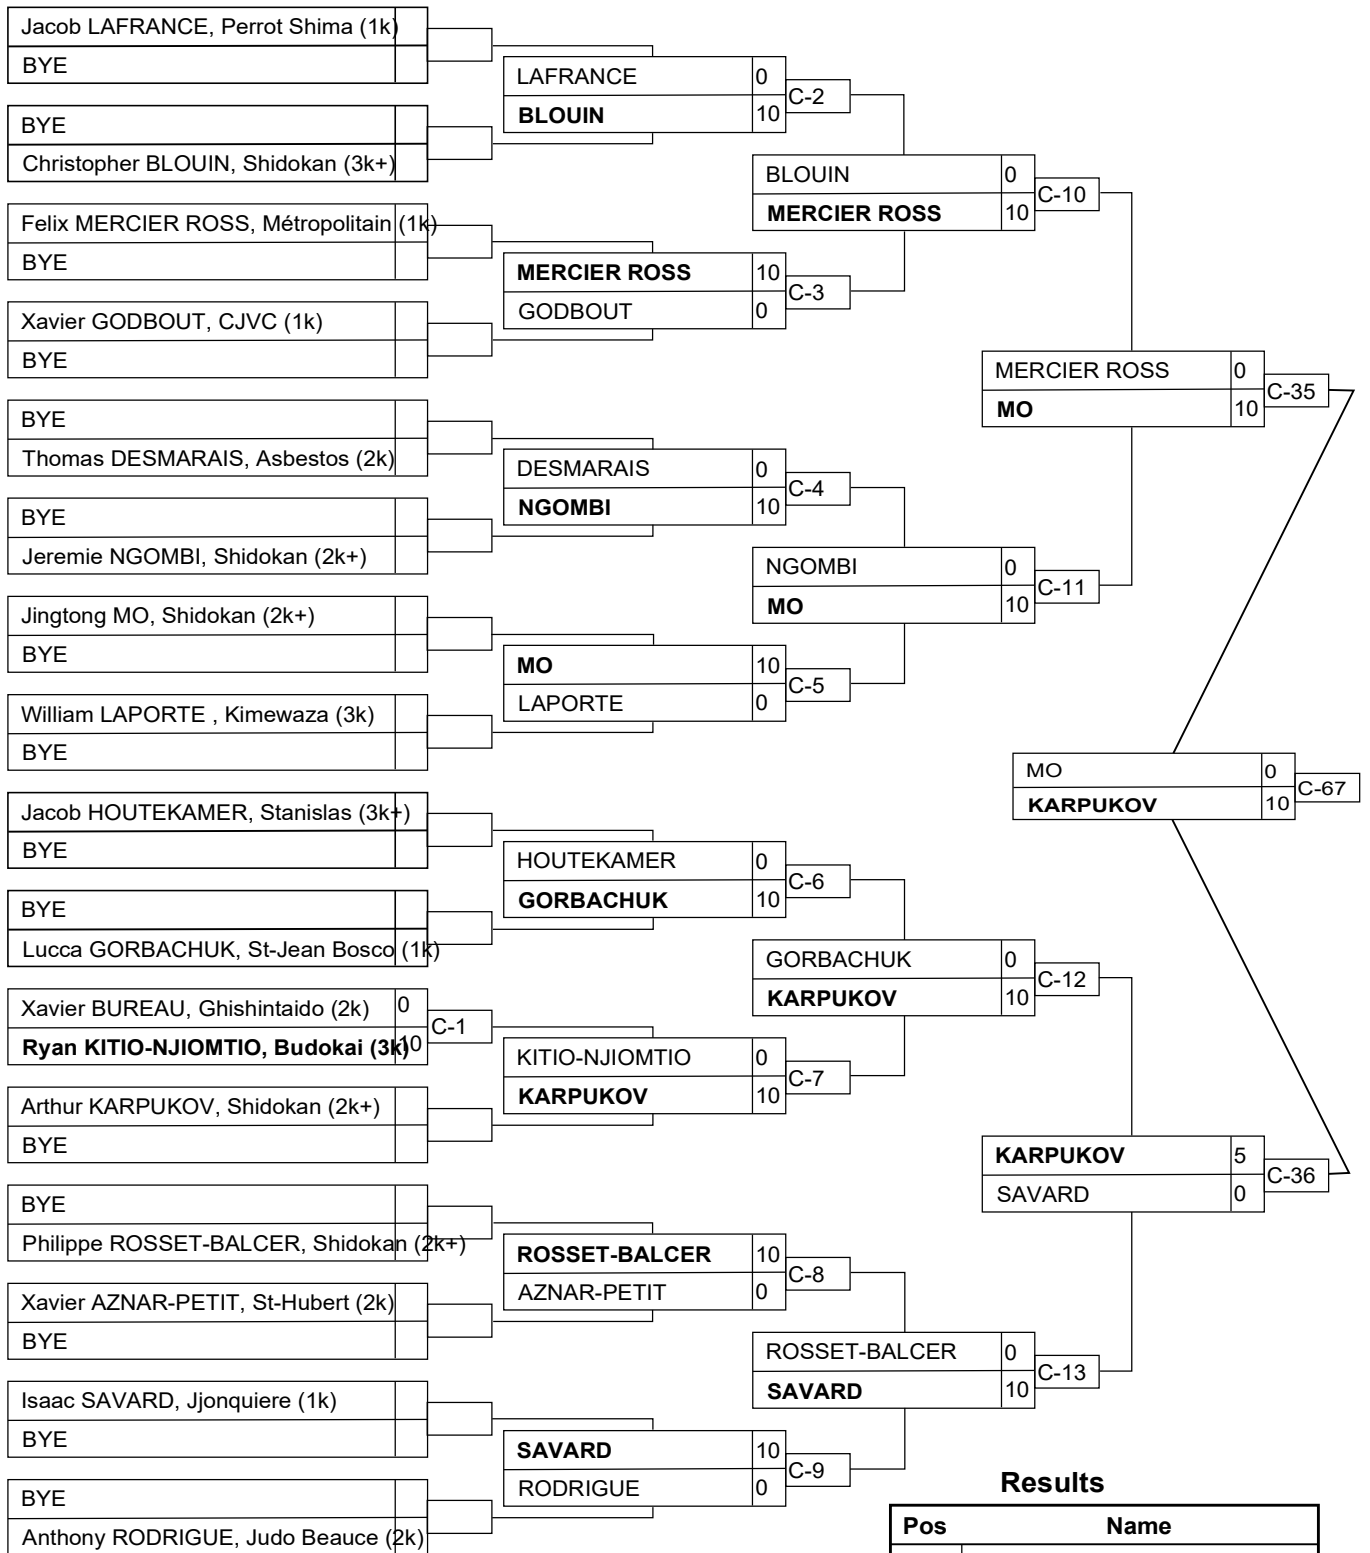 Jacob LAFRANCE, Perrot Shima (1k)
BYE
BYE
Christopher BLOUIN, Shidokan (3k+)
Felix MERCIER ROSS, Métropolitain (1k)
BYE
Xavier GODBOUT, CJVC (1k)
BYE
BYE
Thomas DESMARAIS, Asbestos (2k)
BYE
Jeremie NGOMBI, Shidokan (2k+)
Jingtong MO, Shidokan (2k+)
BYE
William LAPORTE , Kimewaza (3k)
BYE
Jacob HOUTEKAMER, Stanislas (3k+)
BYE
BYE
Lucca GORBACHUK, St-Jean Bosco (1k)
Xavier BUREAU, Ghishintaido (2k) 0
Ryan KITIO-NJIOMTIO, Budokai (3k) 10
C-1
Arthur KARPUKOV, Shidokan (2k+)
BYE
BYE
Philippe ROSSET-BALCER, Shidokan (2k+)
Xavier AZNAR-PETIT, St-Hubert (2k)
BYE
Isaac SAVARD, Jjonquiere (1k)
BYE
BYE
Anthony RODRIGUE, Judo Beauce (2k)
LAFRANCE 0
BLOUIN 10
C-2
MERCIER ROSS 10
GODBOUT 0
C-3
DESMARAIS 0
NGOMBI 10
C-4
MO 10
LAPORTE 0
C-5
HOUTEKAMER 0
GORBACHUK 10
C-6
KITIO-NJIOMTIO 0
KARPUKOV 10
C-7
ROSSET-BALCER 10
AZNAR-PETIT 0
C-8
SAVARD 10
RODRIGUE 0
C-9
BLOUIN 0
MERCIER ROSS 10
C-10
NGOMBI 0
MO 10
C-11
GORBACHUK 0
KARPUKOV 10
C-12
ROSSET-BALCER 0
SAVARD 10
C-13
MERCIER ROSS 0
MO 10
C-35
KARPUKOV 5
SAVARD 0
C-36
MO 0
KARPUKOV 10
C-67
Results
Pos Name